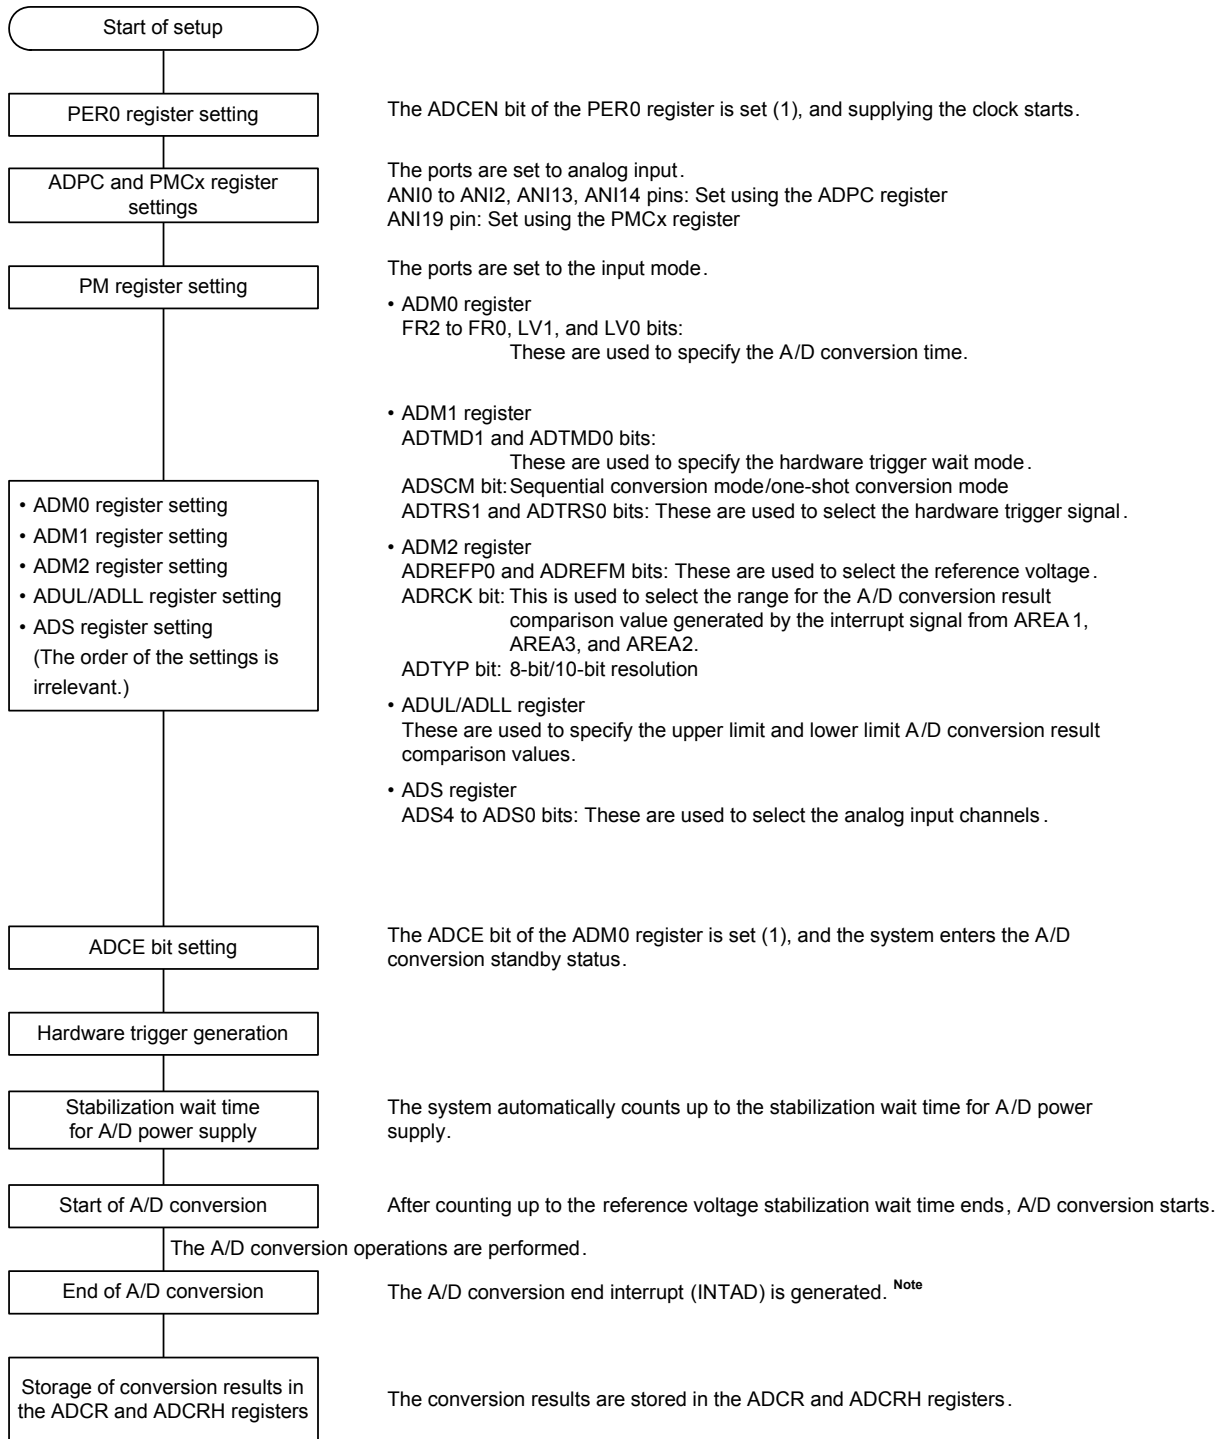 Start of setup
PER0 register setting
The ADCEN bit of the PER0 register is set (1), and supplying the clock starts.
ADPC and PMCx register
settings
The ports are set to analog input.
ANI0 to ANI2, ANI13, ANI14 pins: Set using the ADPC register
ANI19 pin: Set using the PMCx register
PM register setting
The ports are set to the input mode.
• ADM0 register setting
• ADM1 register setting
• ADM2 register setting
• ADUL/ADLL register setting
• ADS register setting
(The order of the settings is
irrelevant.)
• ADM0 register
FR2 to FR0, LV1, and LV0 bits:
These are used to specify the A/D conversion time.
• ADM1 register
ADTMD1 and ADTMD0 bits:
These are used to specify the hardware trigger wait mode.
ADSCM bit: Sequential conversion mode/one-shot conversion mode
ADTRS1 and ADTRS0 bits: These are used to select the hardware trigger signal.
• ADM2 register
ADREFP0 and ADREFM bits: These are used to select the reference voltage.
ADRCK bit: This is used to select the range for the A/D conversion result
comparison value generated by the interrupt signal from AREA1,
AREA3, and AREA2.
ADTYP bit: 8-bit/10-bit resolution
• ADUL/ADLL register
These are used to specify the upper limit and lower limit A/D conversion result
comparison values.
• ADS register
ADS4 to ADS0 bits: These are used to select the analog input channels.
ADCE bit setting
The ADCE bit of the ADM0 register is set (1), and the system enters the A/D
conversion standby status.
Hardware trigger generation
Stabilization wait time
for A/D power supply
The system automatically counts up to the stabilization wait time for A/D power
supply.
Start of A/D conversion
After counting up to the reference voltage stabilization wait time ends, A/D conversion starts.
The A/D conversion operations are performed.
End of A/D conversion
The A/D conversion end interrupt (INTAD) is generated. Note
Storage of conversion results in
the ADCR and ADCRH registers
The conversion results are stored in the ADCR and ADCRH registers.